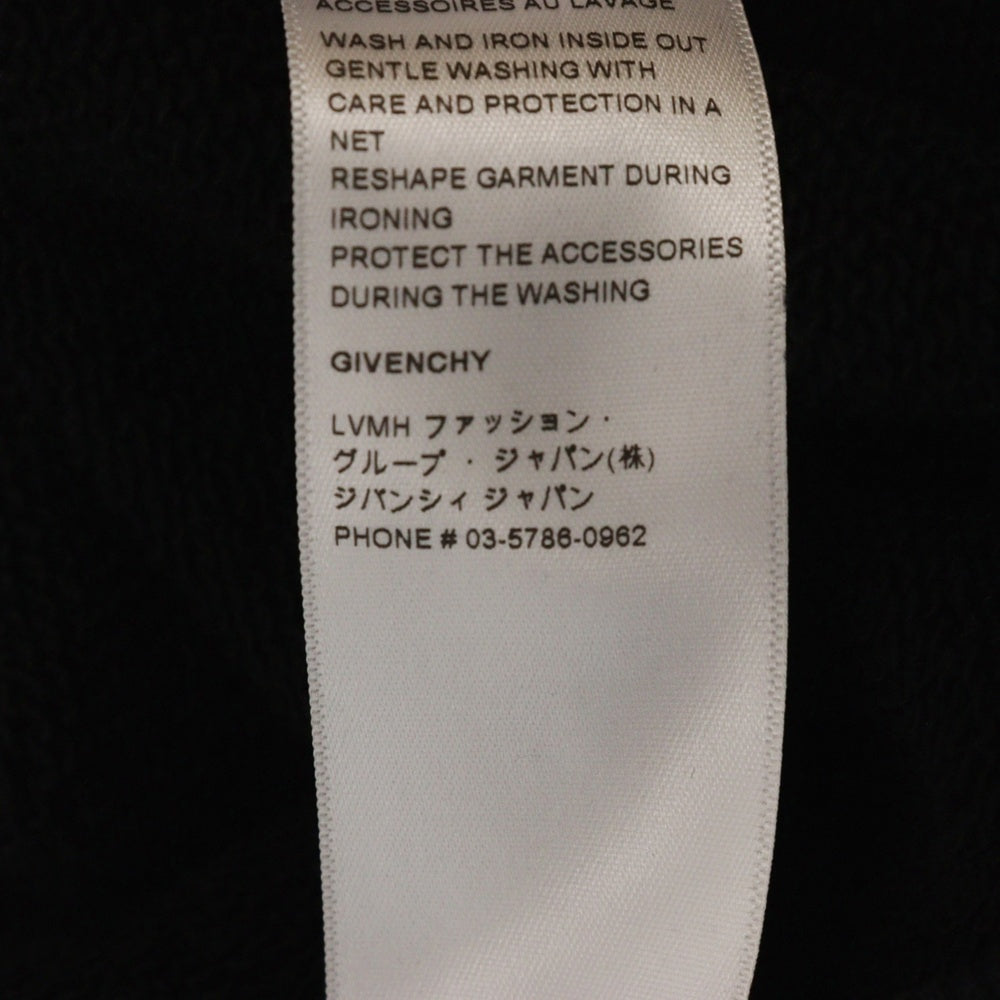 ACCESSOIRES AU LAVAGE
WASH AND IRON INSIDE OUT
GENTLE WASHING WITH
CARE AND PROTECTION IN A
NET
RESHAPE GARMENT DURING
IRONING
PROTECT THE ACCESSORIES
DURING THE WASHING
GIVENCHY
LVMH ファッション・
グループ・ジャパン(株)
ジバンシィ ジャパン
PHONE # 03-5786-0962